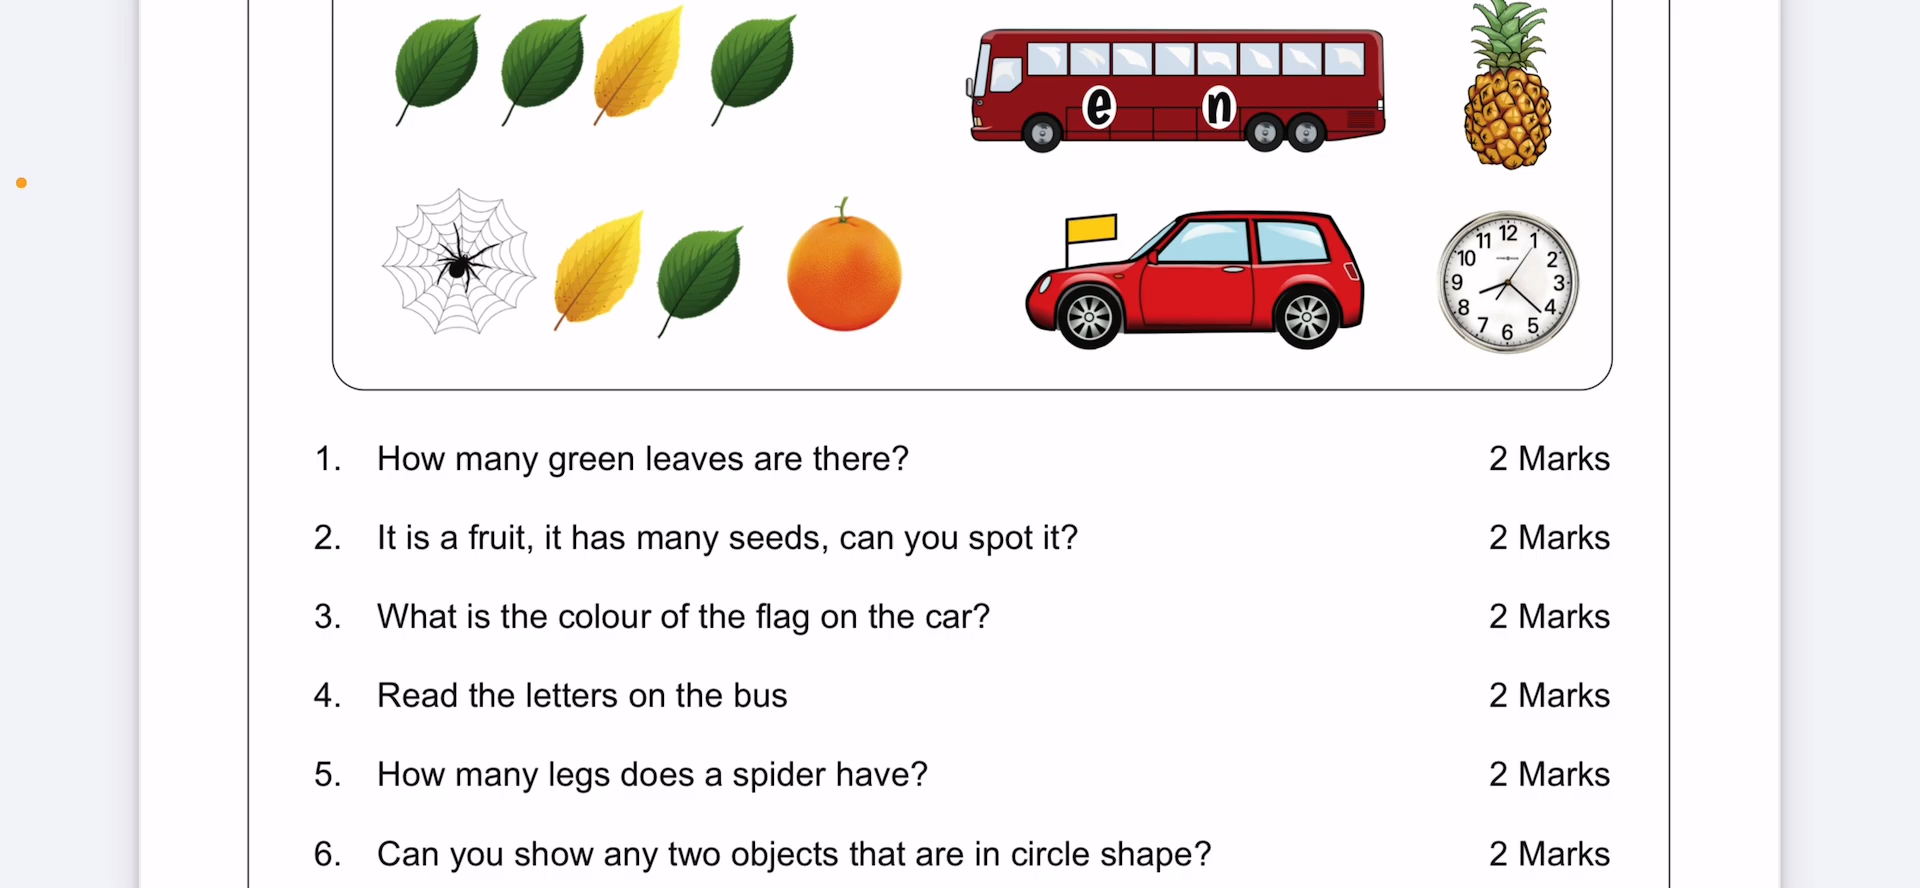 e n
12
11 1
10 2
9 3
8 4
7 5
6
1. How many green leaves are there? 2 Marks
2. It is a fruit, it has many seeds, can you spot it? 2 Marks
3. What is the colour of the flag on the car? 2 Marks
4. Read the letters on the bus 2 Marks
5. How many legs does a spider have? 2 Marks
6. Can you show any two objects that are in circle shape? 2 Marks